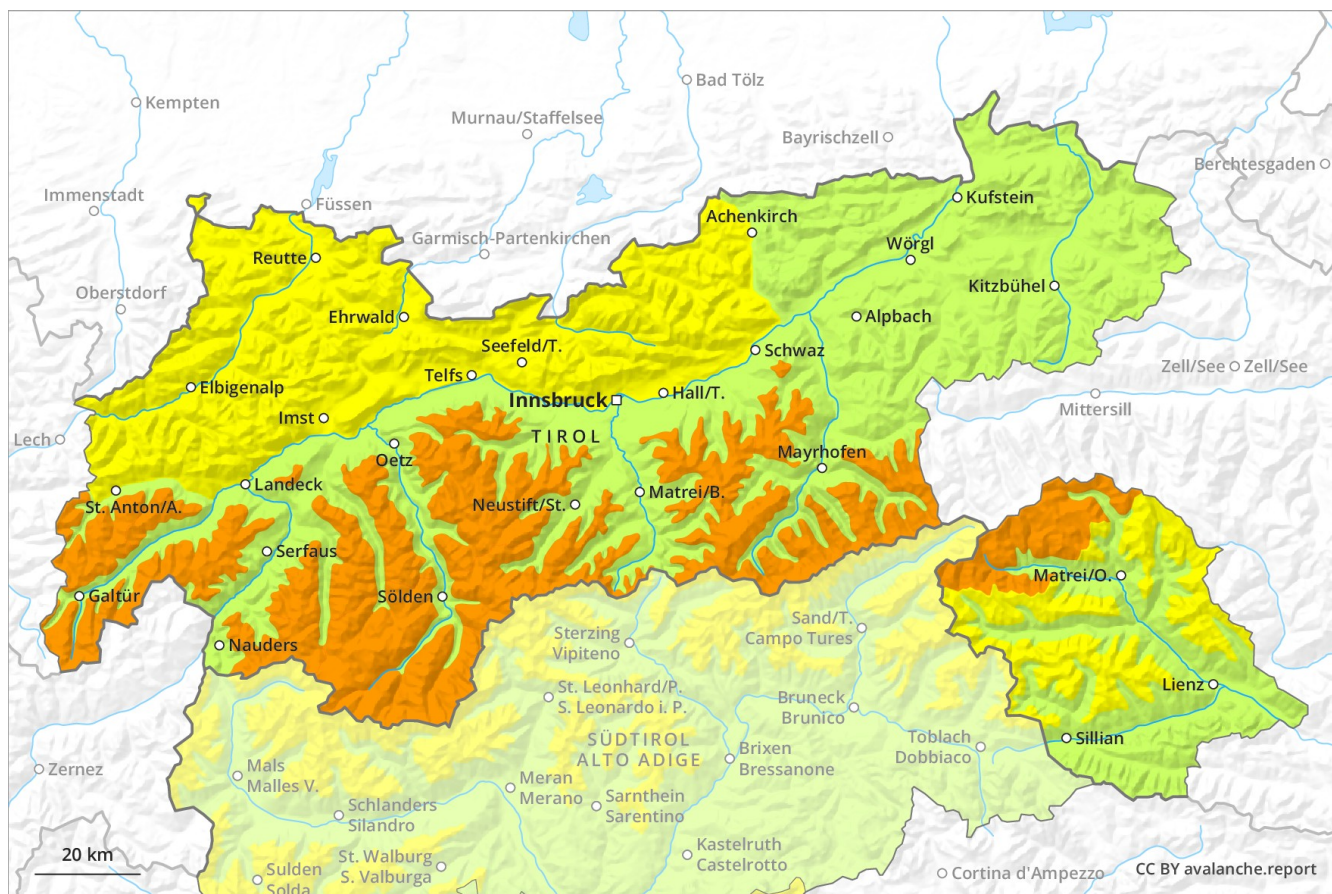 Kempten
Bad Tölz
Murnau/Staffelsee
Bayrischzell
Berchtesgaden
Immenstadt
Füssen
Kufstein
Achenkirch
Garmisch-Partenkirchen
Wörgl
Reutte
Kitzbühel
Oberstdorf
Ehrwald
Alpbach
Seefeld/T.
Schwaz
Zell/See
Zell/See
Telfs
Elbigenalp
Hall/T.
Innsbruck
Mittersill
Imst
Lech
TIROL
Oetz
Mayrhofen
Landeck
Matrei/B.
St. Anton/A.
Neustift/St.
Serfaus
Matrei/O.
Galtür
Sölden
Sand/T.
Campo Tures
Sterzing
Vipiteno
Nauders
Lienz
St. Leonhard/P.
S. Leonardo i. P.
Bruneck
Brunico
Sillian
SÜDTIROL
ALTO ADIGE
Toblach
Dobbiaco
Brixen
Bressanone
Zernez
Mals
Malles V.
Meran
Merano
Sarnthein
Sarentino
Schlanders
Silandro
Kastelruth
Castelrotto
20 km
St. Walburg
S. Valburga
Sulden
Solda
Cortina d'Ampezzo
CC BY avalanche.report